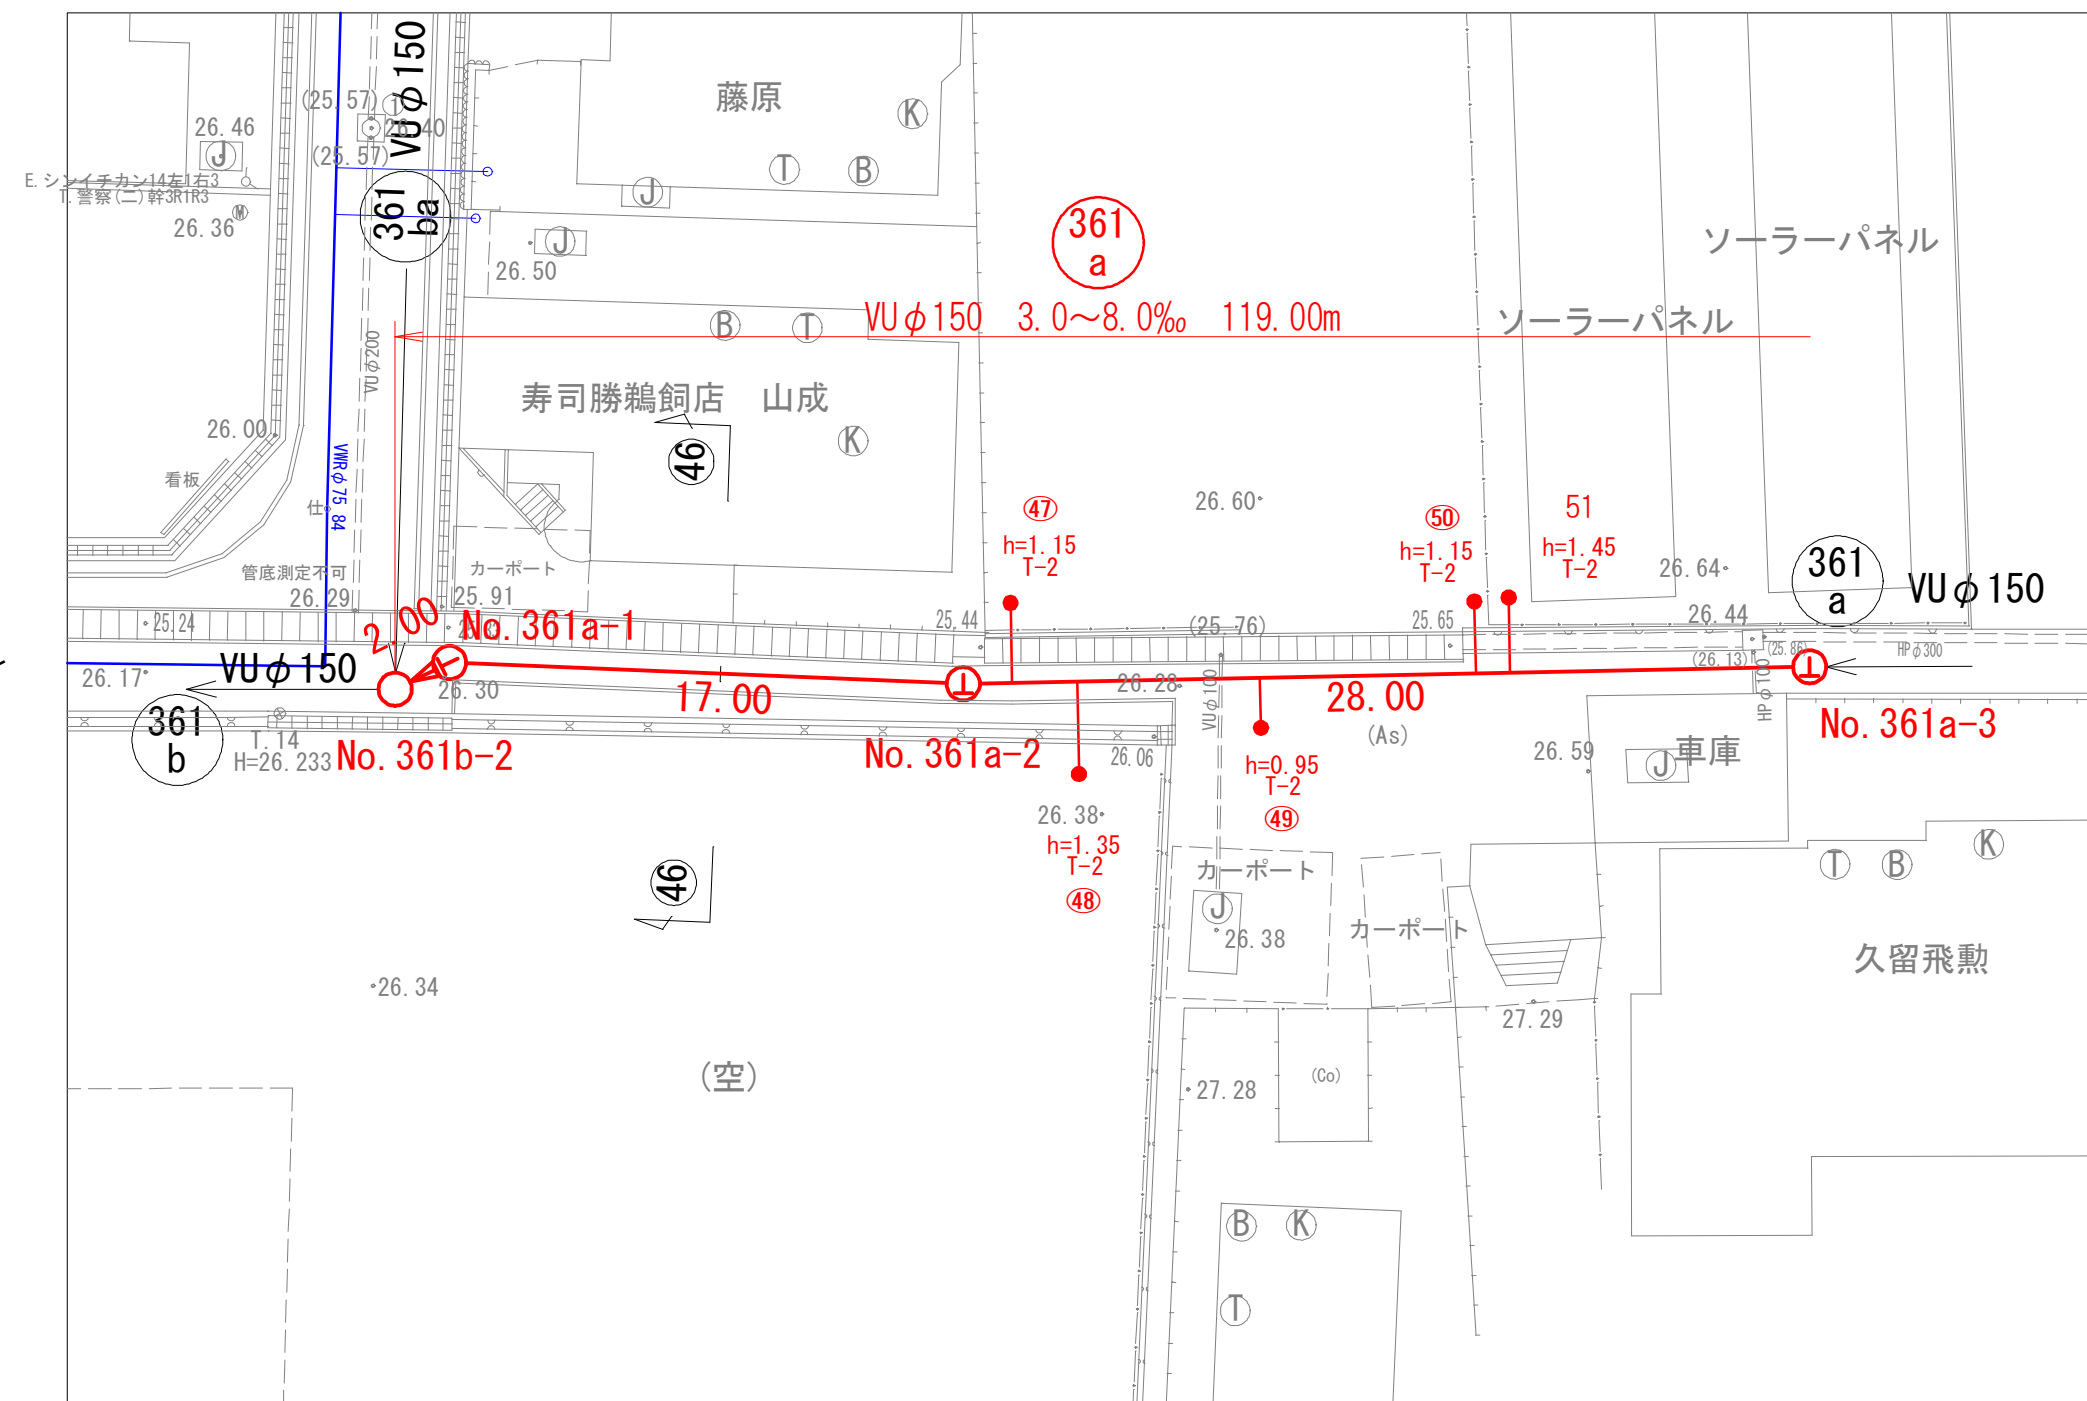 VUφ150
(25.57)
1
26.40
26.46
J
(25.57)
E.シンイチカン14左1右3
T.警察(二)幹3R1R3
M
26.36
361
ba
藤原
K
T
B
J
J
26.50
361
a
ソーラーパネル
VUφ150 3.0～8.0‰ 119.00m
ソーラーパネル
B
T
VUφ200
寿司勝鵜飼店 山成
K
46
26.00
看板
仕
VWRφ75 84
管底測定不可
カーポート
26.29
25.91
47
h=1.15
T-2
26.60
50
h=1.15
T-2
51
h=1.45
T-2
26.64
361
a
VUφ150
25.24
2.00
No.361a-1
25.44
(25.76)
25.65
26.44
26.17
VUφ150
26.30
17.00
26.28
VUφ100
28.00
(As)
(26.13)
(25.86)
HPφ300
HPφ100
No.361a-3
361
b
T.14
H=26.233
No.361b-2
No.361a-2
26.06
h=0.95
T-2
49
26.59
J
車庫
26.38
h=1.35
T-2
48
46
カーポート
J
26.38
カーポート
T
B
K
久留飛勲
26.34
27.29
(空)
27.28
(Co)
B
K
T